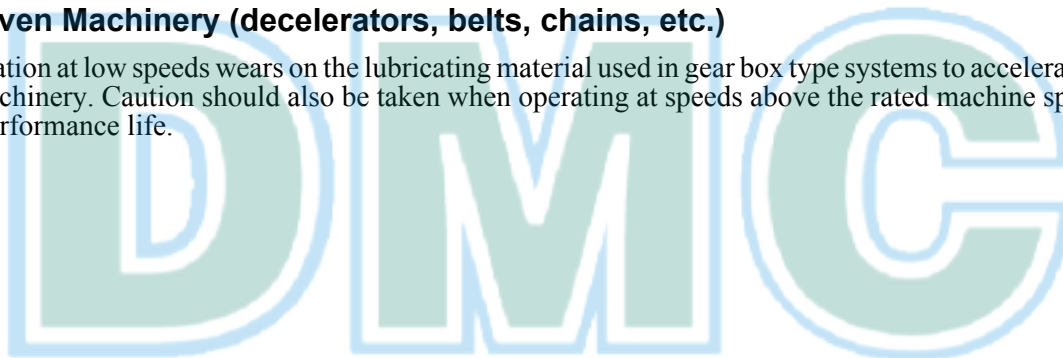 ven Machinery (decelerators, belts, chains, etc.)
ation at low speeds wears on the lubricating material used in gear box type systems to accelera
chinery. Caution should also be taken when operating at speeds above the rated machine sp
rformance life.
DMC